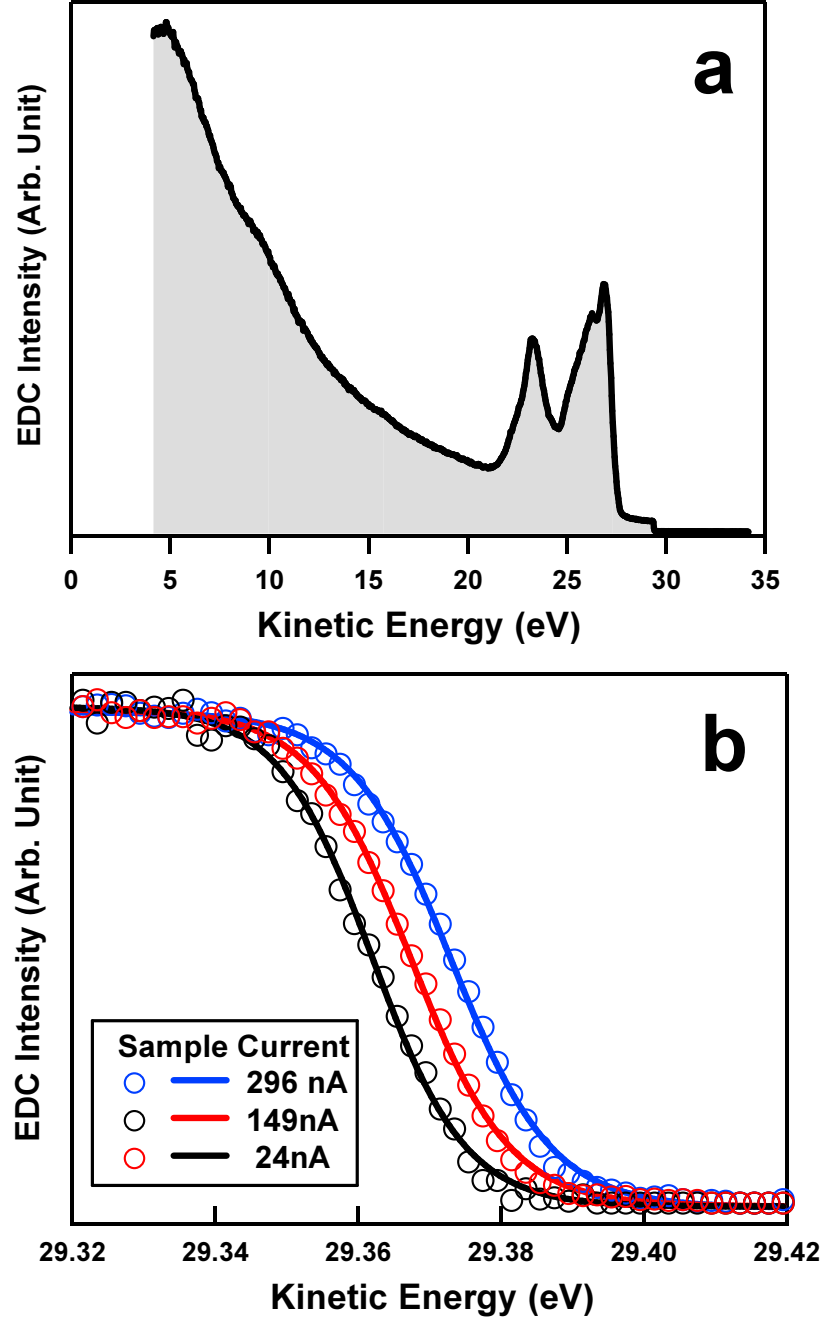 a
EDC Intensity (Arb. Unit)
0 5 10 15 20 25 30 35
Kinetic Energy (eV)
b
EDC Intensity (Arb. Unit)
Sample Current
296 nA
149nA
24nA
29.32 29.34 29.36 29.38 29.40 29.42
Kinetic Energy (eV)